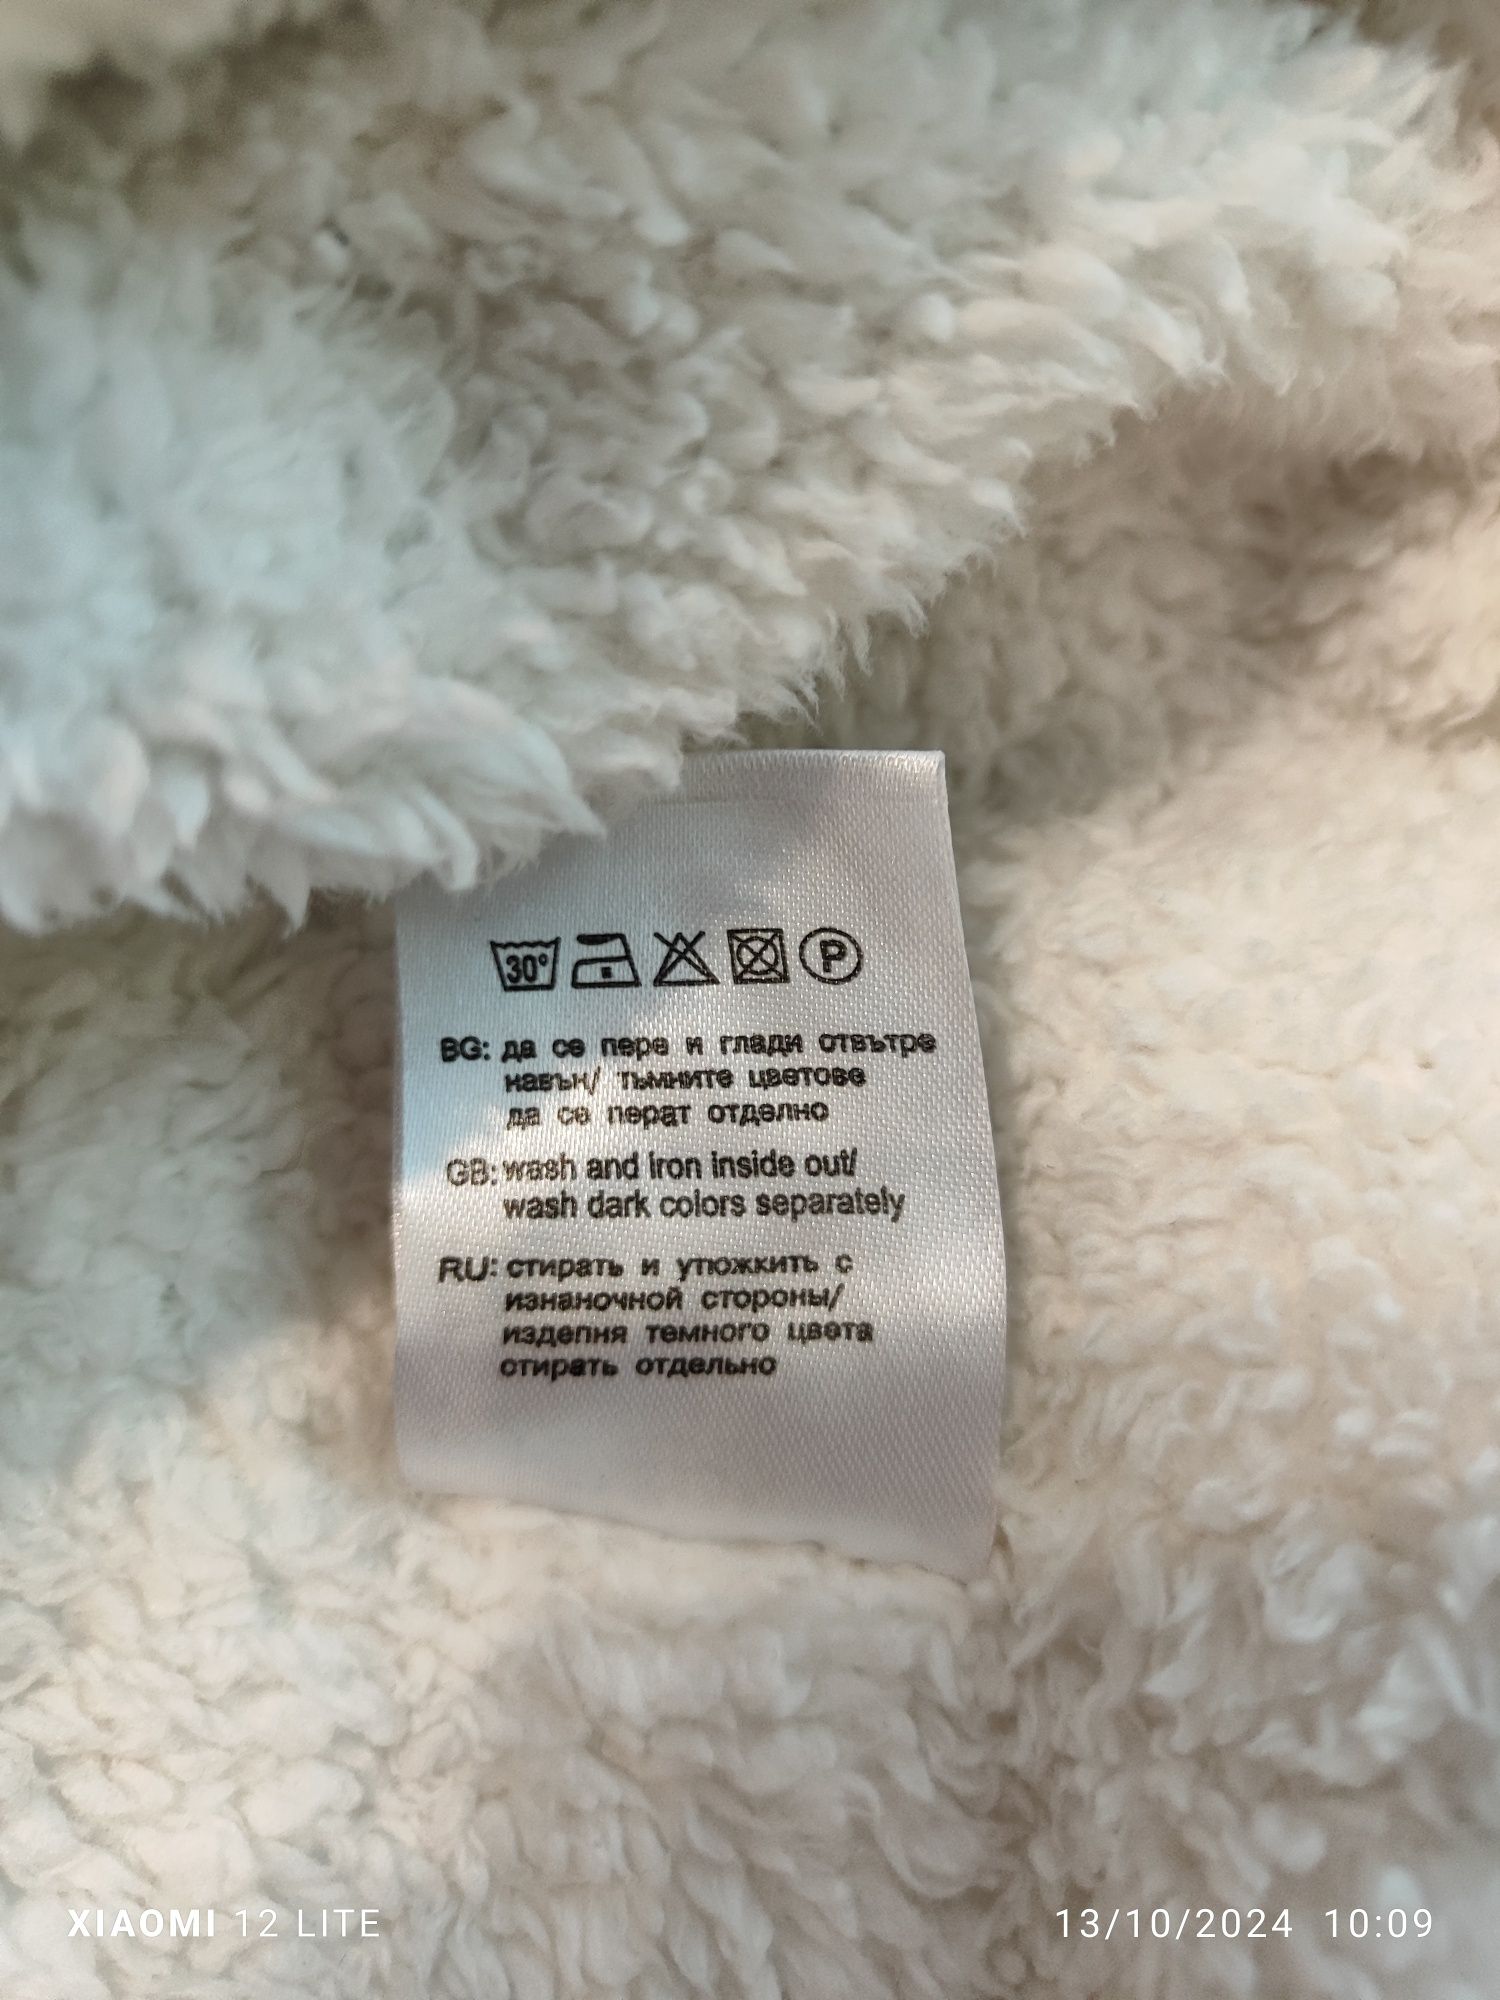 30°
P
BG: да се пере и глади отвътре
навън/ тъмните цветове
да се перат отделно
GB: wash and iron inside out/
wash dark colors separately
RU: стирать и утюжкить с
изнаночной стороны/
изделия темного цвета
стирать отдельно
XIAOMI 12 LITE
13/10/2024 10:09